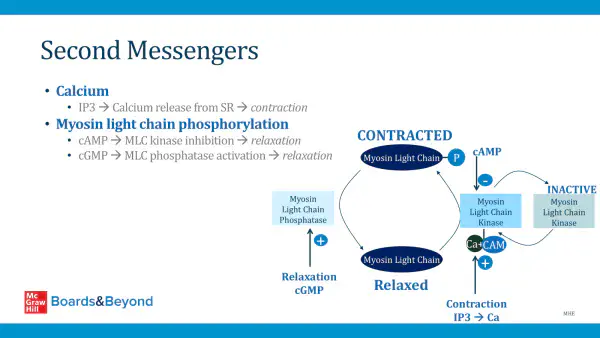 Second Messengers
• Calcium
• IP3 → Calcium release from SR → contraction
• Myosin light chain phosphorylation
• cAMP → MLC kinase inhibition → relaxation
• cGMP → MLC phosphatase activation → relaxation
CONTRACTED
Myosin Light Chain
P
cAMP
-
INACTIVE
Myosin
Light Chain
Phosphatase
Myosin
Light Chain
Kinase
Myosin
Light Chain
Kinase
+
Ca+
CAM
+
Myosin Light Chain
Relaxation
cGMP
Relaxed
Contraction
IP3 → Ca
Mc
Graw
Hill
Boards&Beyond
MHE